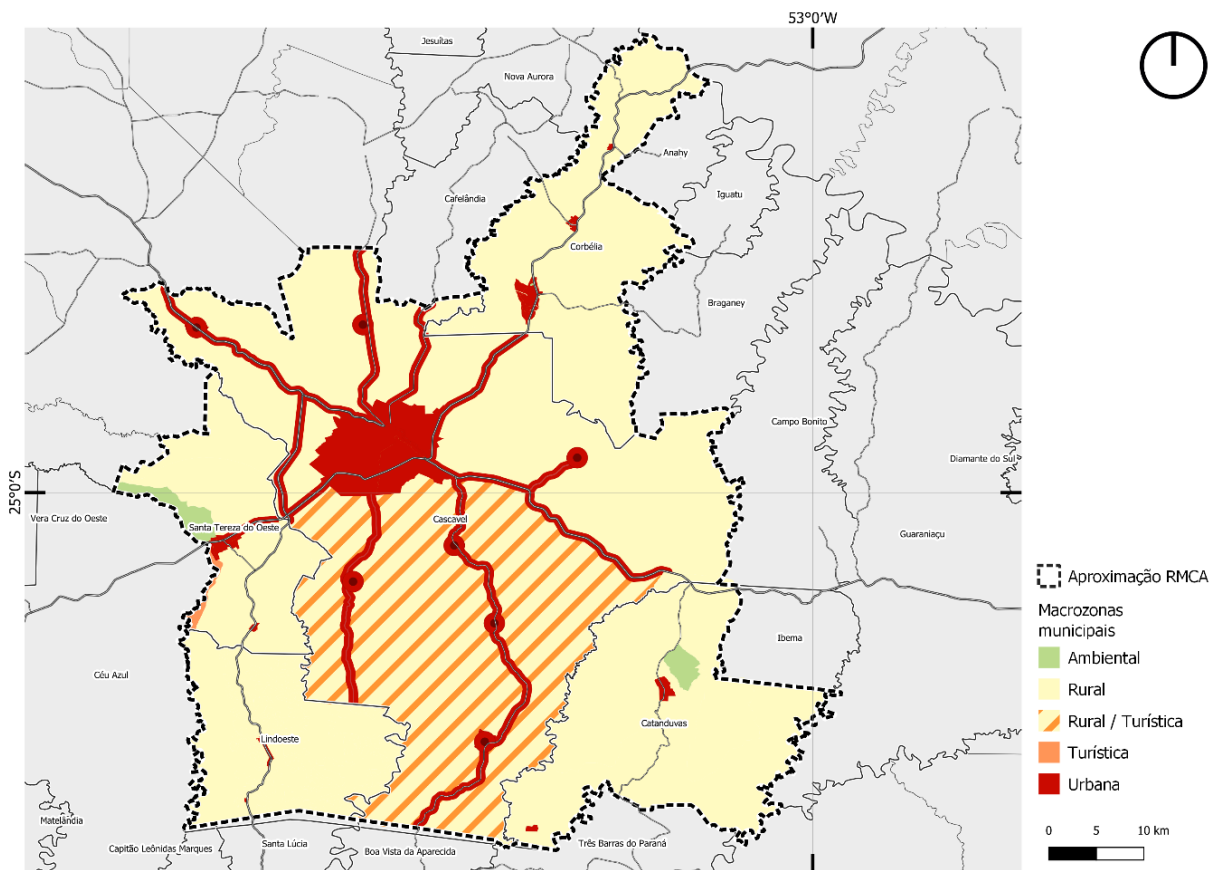 53°0'W
Jesuítas
Nova Aurora
Anahy
Iguatu
Cafelândia
Corbélia
Braganey
Campo Bonito
Diamante do Sul
25°0'S
Vera Cruz do Oeste
Santa Tereza do Oeste
Cascavel
Guaraniaçu
Ibema
Céu Azul
Catanduvas
Lindoeste
Matelândia
Capitão Leônidas Marques
Santa Lúcia
Boa Vista da Aparecida
Três Barras do Paraná
Aproximação RMCA
Macrozonas
municipais
Ambiental
Rural
Rural / Turística
Turística
Urbana
0 5 10 km